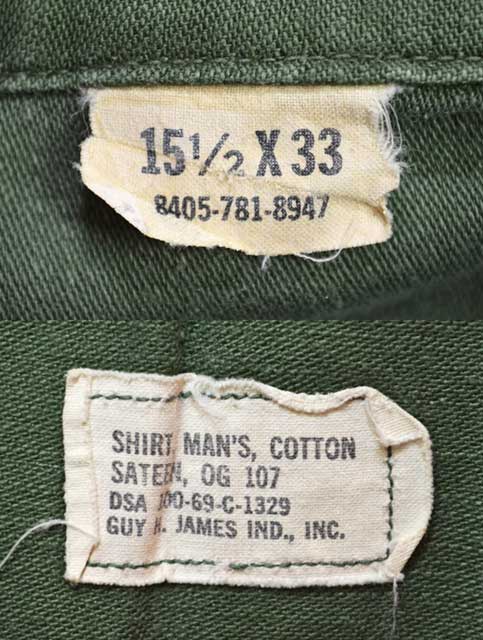 15½ X 33
8405-781-8947
SHIRT MAN'S, COTTON
SATEEN, OG 107
DSA 100-69-C-1329
GUY H. JAMES IND., INC.